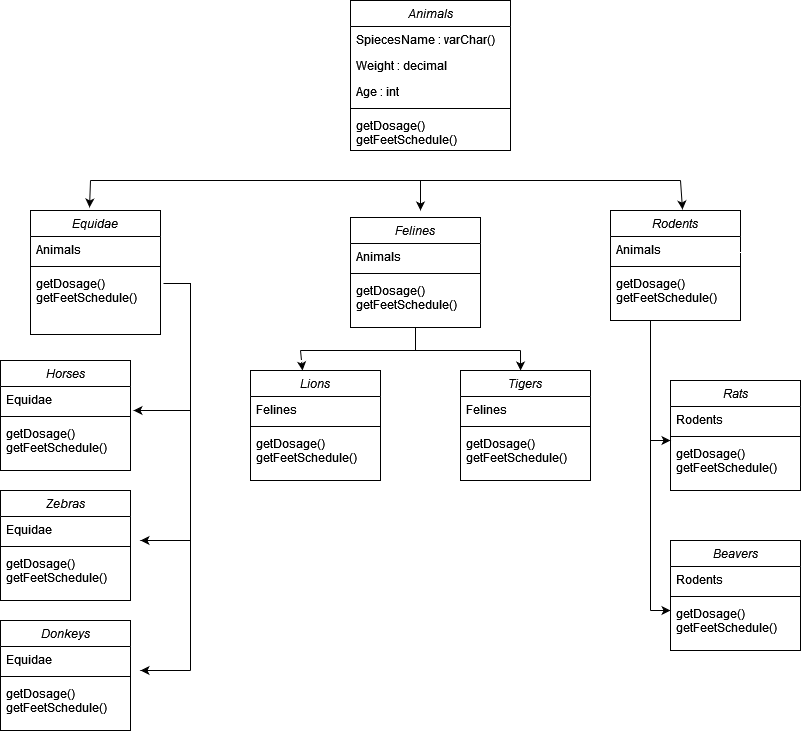 Animals
SpiecesName : varChar()
Weight : decimal
Age : int
getDosage()
getFeetSchedule()
Equidae
Animals
getDosage()
getFeetSchedule()
Felines
Animals
getDosage()
getFeetSchedule()
Rodents
Animals
getDosage()
getFeetSchedule()
Horses
Equidae
getDosage()
getFeetSchedule()
Zebras
Equidae
getDosage()
getFeetSchedule()
Donkeys
Equidae
getDosage()
getFeetSchedule()
Lions
Felines
getDosage()
getFeetSchedule()
Tigers
Felines
getDosage()
getFeetSchedule()
Rats
Rodents
getDosage()
getFeetSchedule()
Beavers
Rodents
getDosage()
getFeetSchedule()